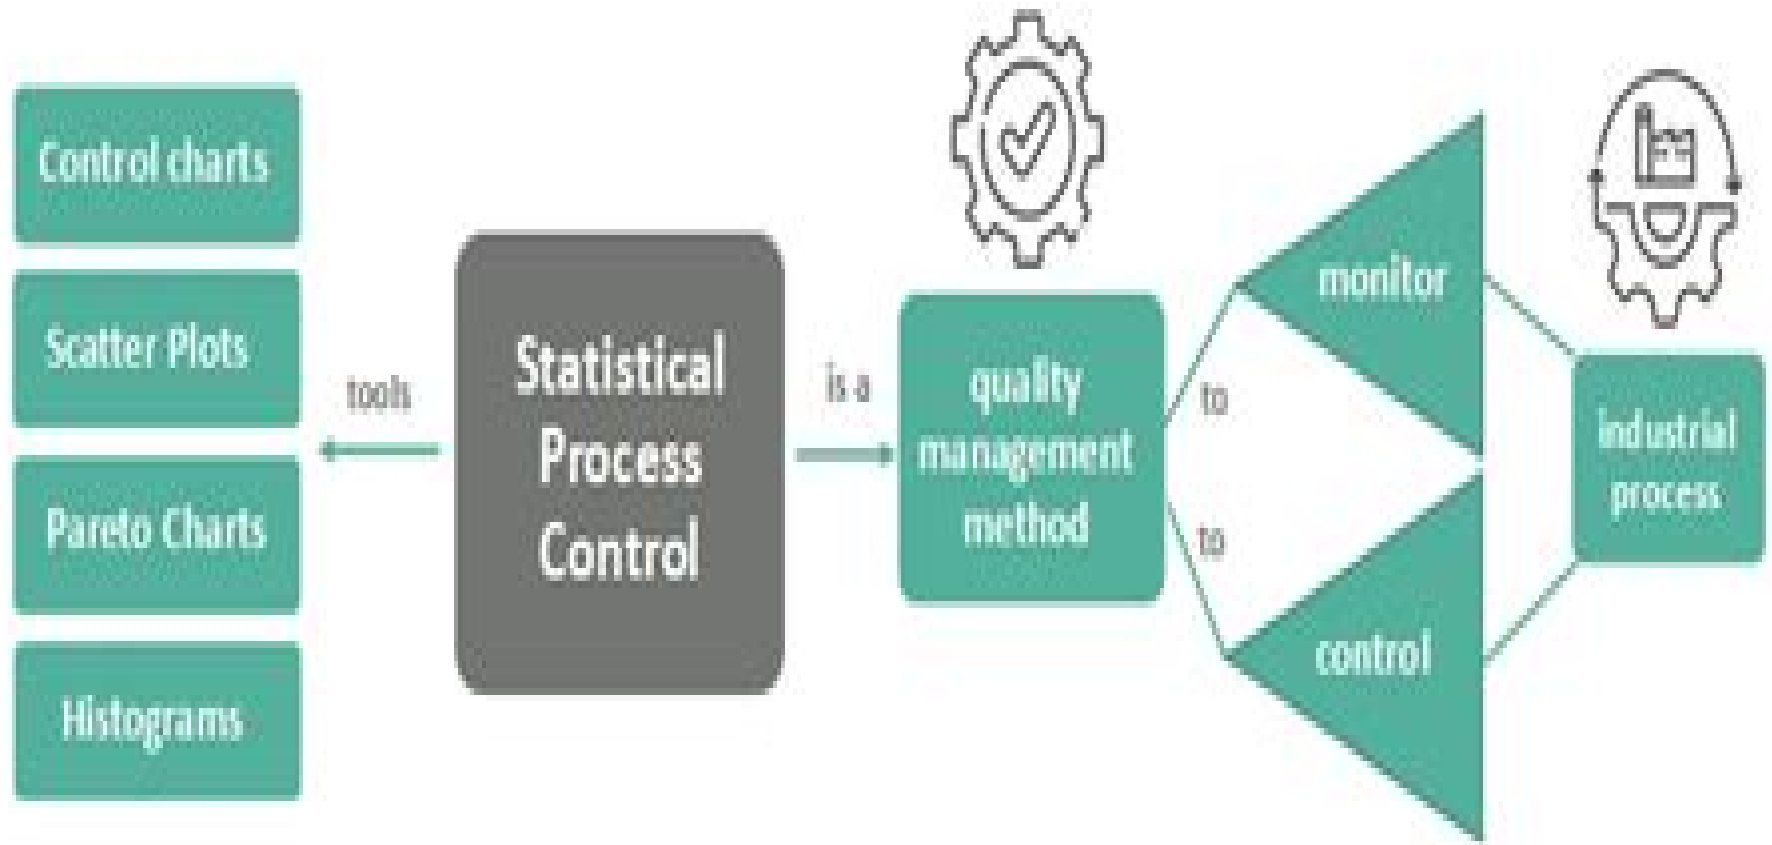 Control charts
Scatter Plots
Pareto Charts
Histograms
tools
Statistical
Process
Control
is a
quality
management
method
to
to
monitor
control
industrial
process